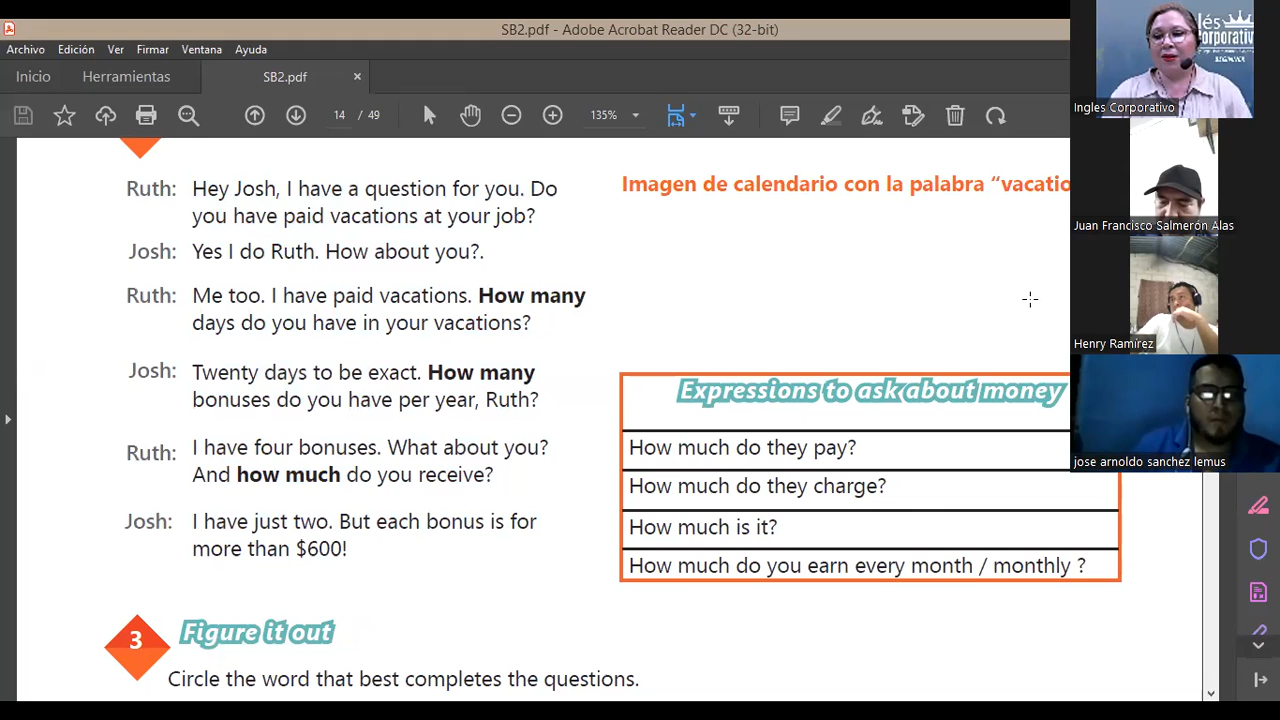 SB2.pdf - Adobe Acrobat Reader DC (32-bit)
Archivo Edición Ver Firmar Ventana Ayuda
Inicio Herramientas SB2.pdf ×
14 / 49 135%
Ruth: Hey Josh, I have a question for you. Do
you have paid vacations at your job?
Josh: Yes I do Ruth. How about you?.
Ruth: Me too. I have paid vacations. How many
days do you have in your vacations?
Josh: Twenty days to be exact. How many
bonuses do you have per year, Ruth?
Ruth: I have four bonuses. What about you?
And how much do you receive?
Josh: I have just two. But each bonus is for
more than $600!
Imagen de calendario con la palabra “vacatio
Expressions to ask about money
How much do they pay?
How much do they charge?
How much is it?
How much do you earn every month / monthly ?
3 Figure it out
Circle the word that best completes the questions.
lés
orporativ
Ingles Corporativo
Juan Francisco Salmerón Alas
Henry Ramírez
jose arnoldo sanchez lemus